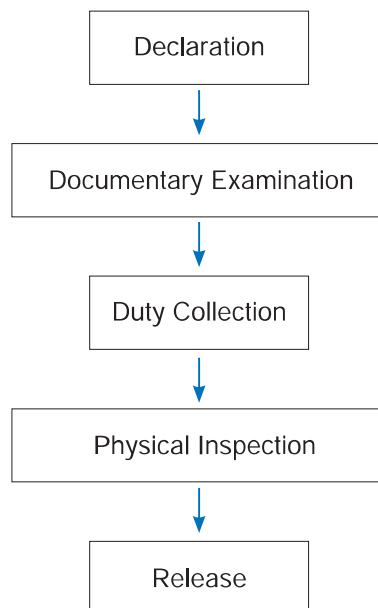 Declaration
Documentary Examination
Duty Collection
Physical Inspection
Release